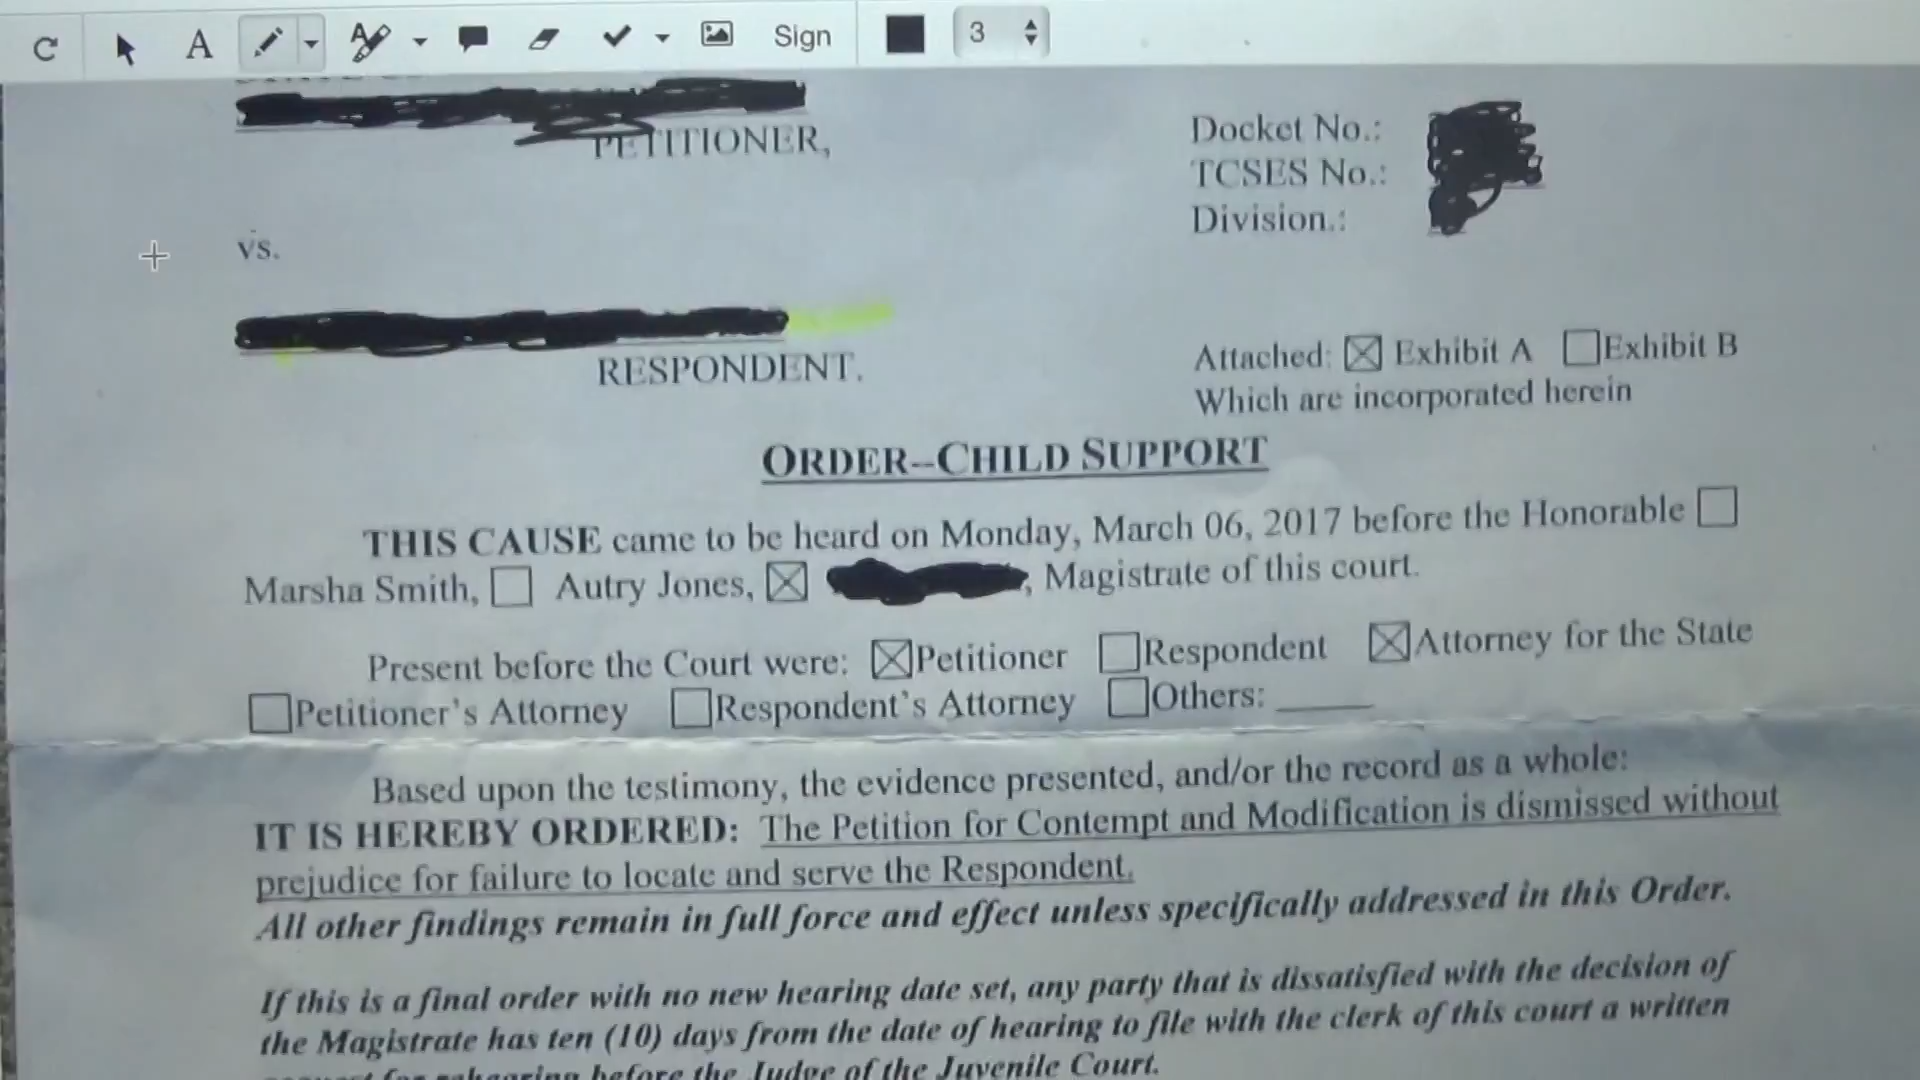 A Sign 3
PETITIONER,
Docket No.:
TCSES No.:
Division.:
vs.
RESPONDENT.
Attached: Exhibit A Exhibit B
Which are incorporated herein
ORDER–CHILD SUPPORT
THIS CAUSE came to be heard on Monday, March 06, 2017 before the Honorable
Marsha Smith, Autry Jones, , Magistrate of this court.
Present before the Court were: Petitioner Respondent Attorney for the State
Petitioner's Attorney Respondent's Attorney Others:
Based upon the testimony, the evidence presented, and/or the record as a whole:
IT IS HEREBY ORDERED: The Petition for Contempt and Modification is dismissed without
prejudice for failure to locate and serve the Respondent.
All other findings remain in full force and effect unless specifically addressed in this Order.
If this is a final order with no new hearing date set, any party that is dissatisfied with the decision of
the Magistrate has ten (10) days from the date of hearing to file with the clerk of this court a written
for rehearing before the Judge of the Juvenile Court.